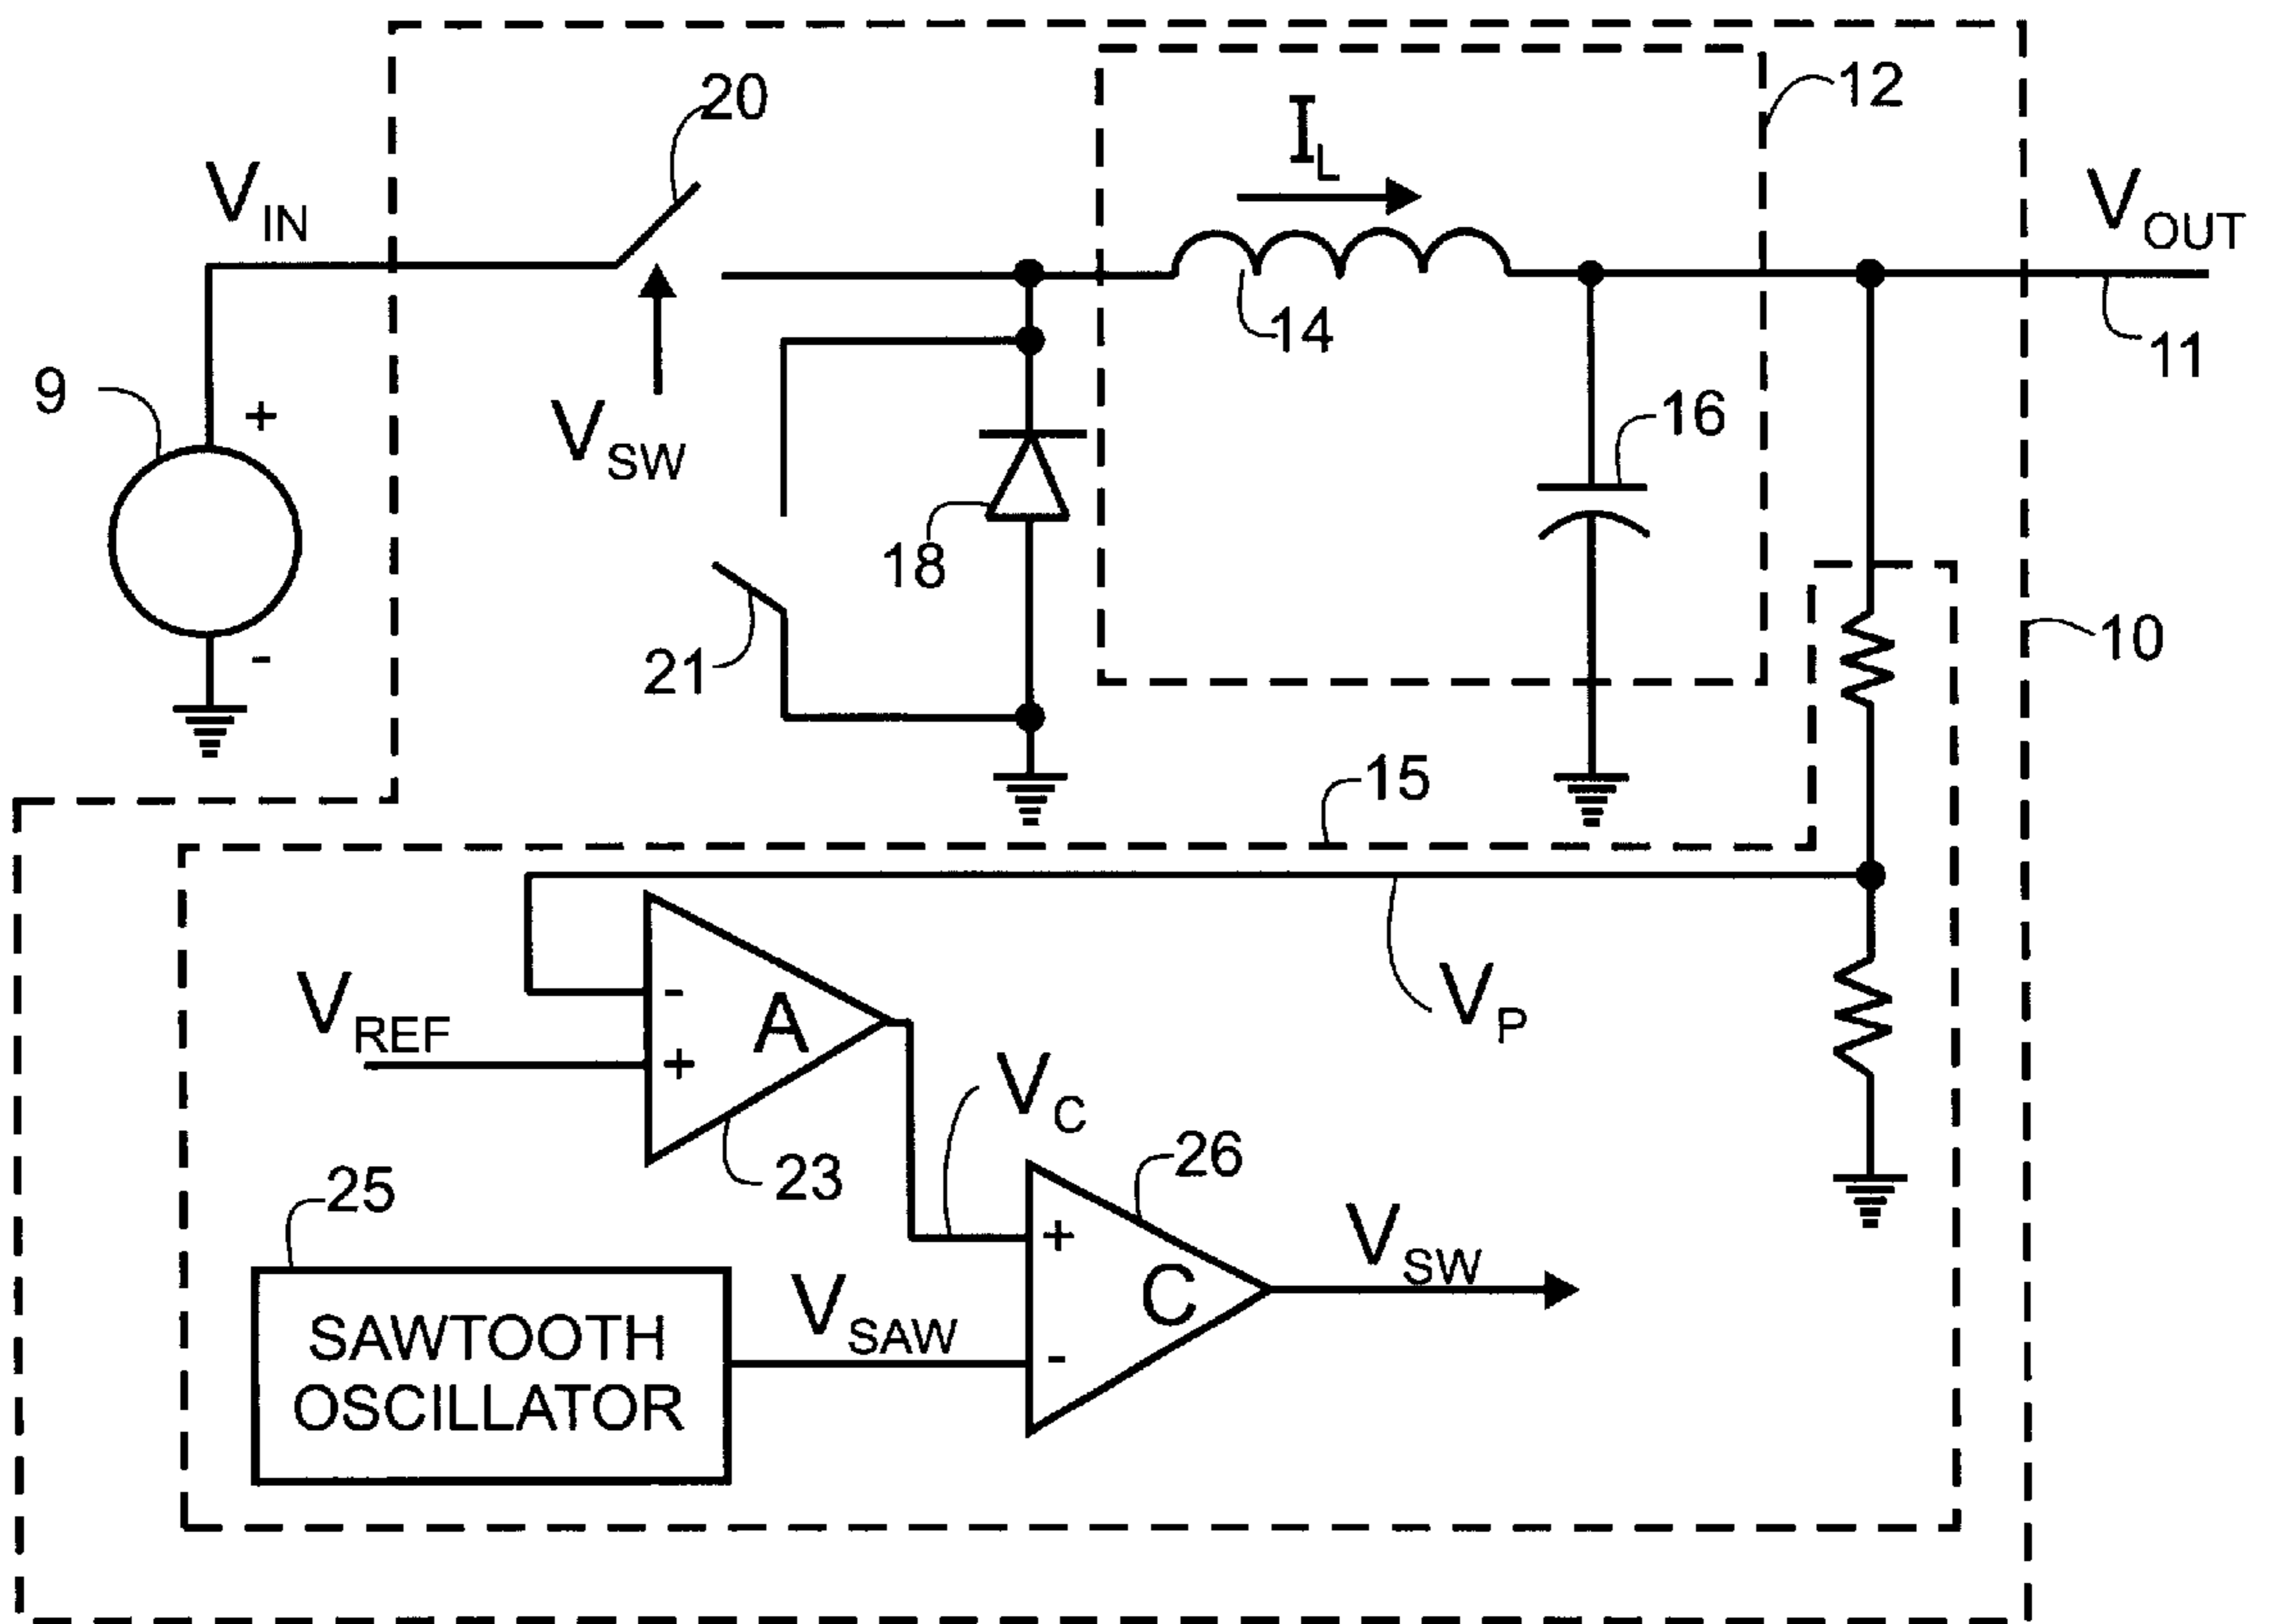 12
20
I_L
V_IN
V_OUT
14
11
9
+
V_SW
16
18
10
21
-
15
-
V_REF
A
V_P
+
V_C
26
23
25
+
V_SW
V_SAW
C
SAWTOOTH
OSCILLATOR
-